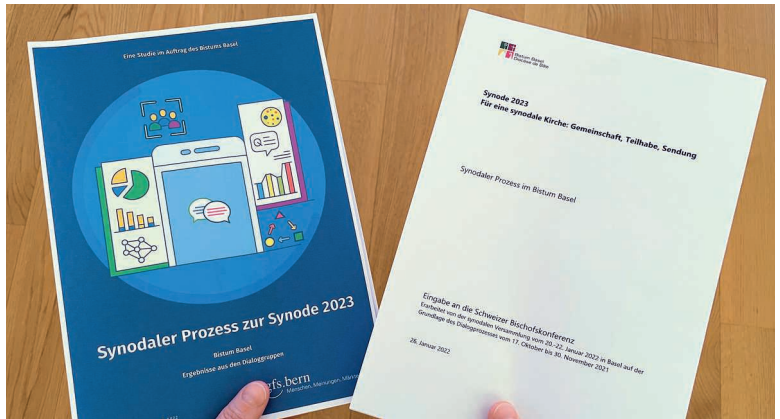 Eine Studie im Auftrag des Bistums Basel
Synodaler Prozess zur Synode 2023
Bistum Basel
Ergebnisse aus den Dialoggruppen
gfs.bern
Menschen. Meinungen. Märkte
Bistum Basel
Diocèse de Bâle
Synode 2023
Für eine synodale Kirche: Gemeinschaft, Teilhabe, Sendung
Synodaler Prozess im Bistum Basel
Eingabe an die Schweizer Bischofskonferenz
Erarbeitet von der synodalen Versammlung vom 20.-22. Januar 2022 in Basel auf der
Grundlage des Dialogprozesses vom 17. Oktober bis 30. November 2021
26. Januar 2022